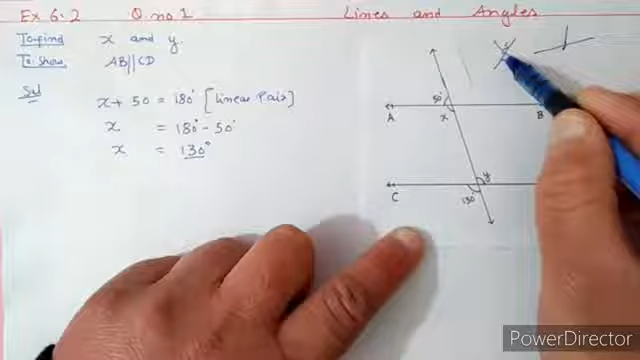 Ex 6.2 Q.no 1 Lines and Angles
To find x and y
To show AB||CD
Sol x + 50 = 180° [Linear Pair]
x = 180° - 50°
x = 130°
50°
A x B
y
C 130°
PowerDirector